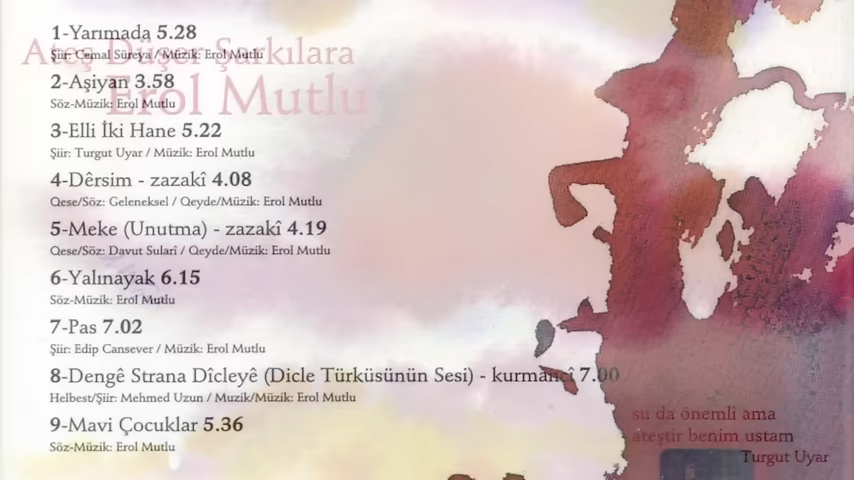 Ateş Düşer Şarkılara
Erol Mutlu
1-Yarımada 5.28
Şiir: Cemal Süreya / Müzik: Erol Mutlu
2-Aşiyan 3.58
Söz-Müzik: Erol Mutlu
3-Elli İki Hane 5.22
Şiir: Turgut Uyar / Müzik: Erol Mutlu
4-Dêrsim - zazakî 4.08
Qese/Söz: Geleneksel / Qeyde/Müzik: Erol Mutlu
5-Meke (Unutma) - zazakî 4.19
Qese/Söz: Davut Sularî / Qeyde/Müzik: Erol Mutlu
6-Yalınayak 6.15
Söz-Müzik: Erol Mutlu
7-Pas 7.02
Şiir: Edip Cansever / Müzik: Erol Mutlu
8-Dengê Strana Dîcleyê (Dicle Türküsünün Sesi) - kurmancî 7.00
Helbest/Şiir: Mehmed Uzun / Muzik/Müzik: Erol Mutlu
9-Mavi Çocuklar 5.36
Söz-Müzik: Erol Mutlu
su da önemli ama
ateştir benim ustam
Turgut Uyar